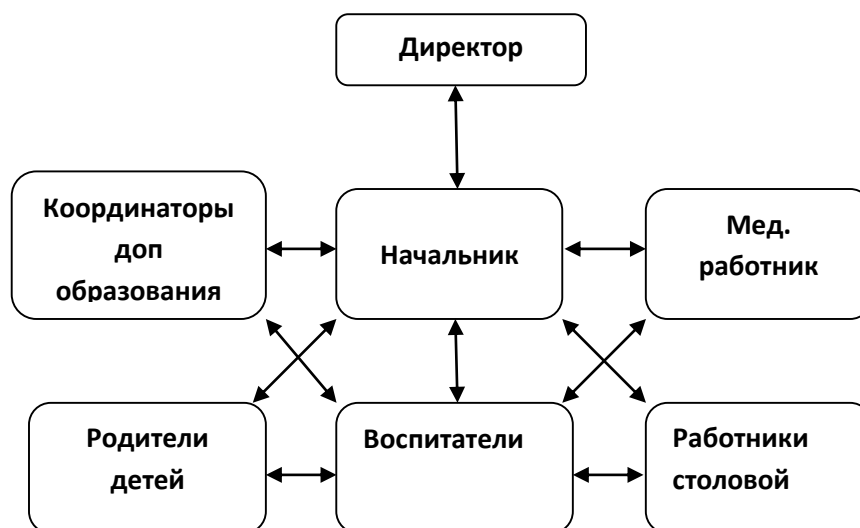 Директор
Координаторы
доп
образования
Начальник
Мед.
работник
Родители
детей
Воспитатели
Работники
столовой